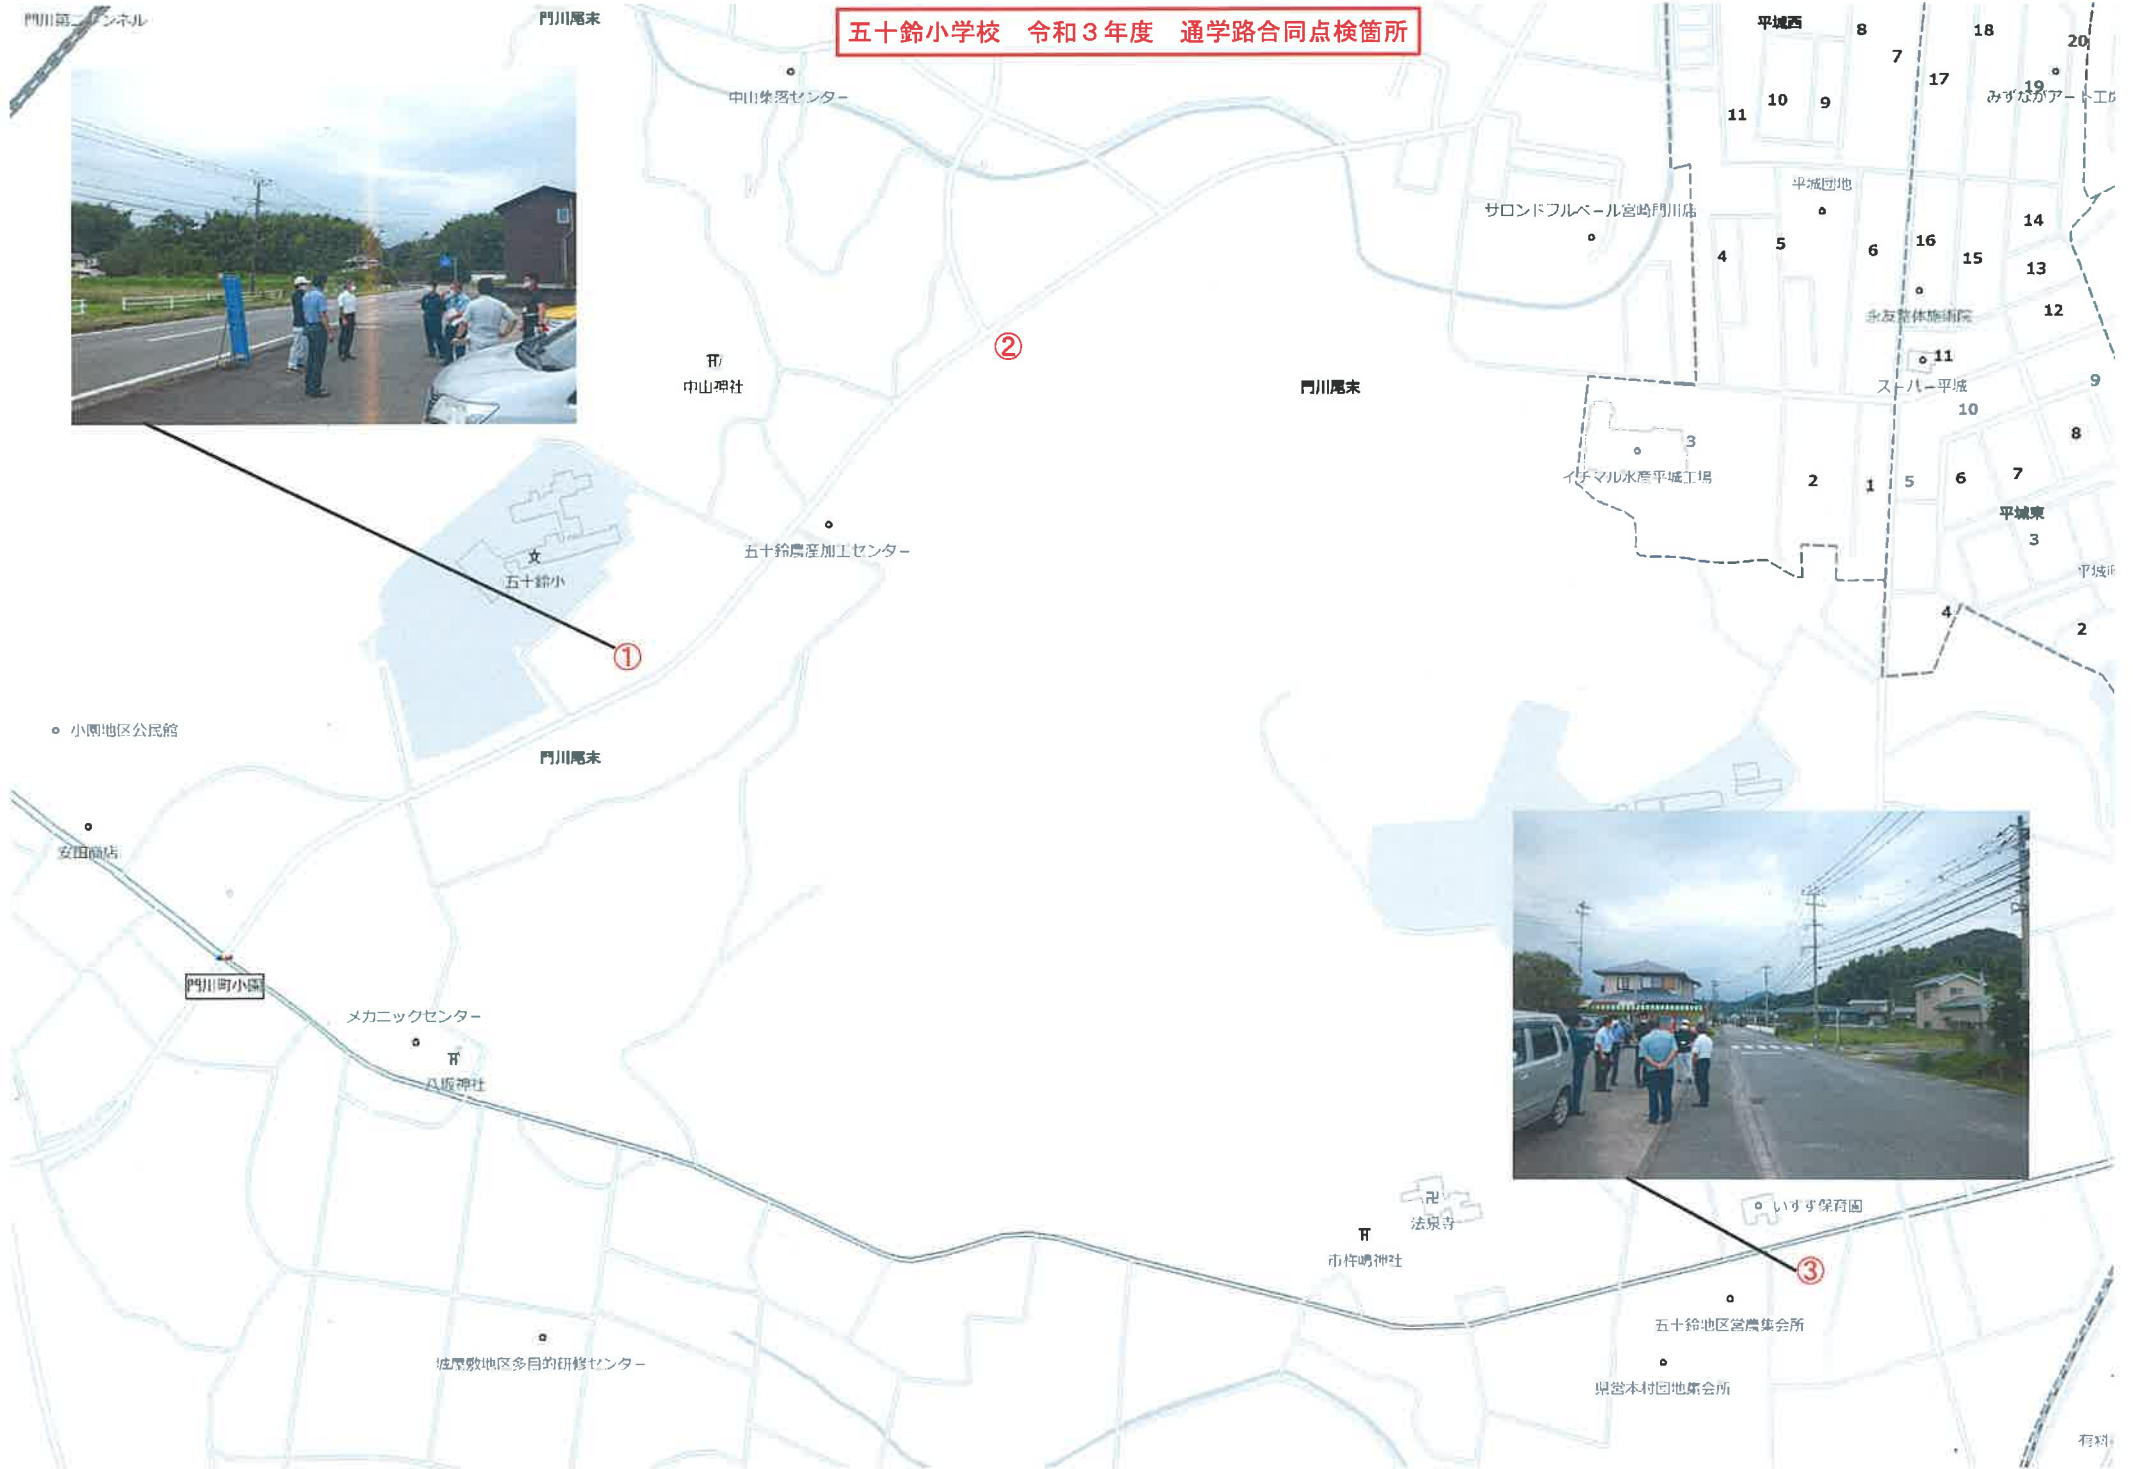 五十鈴小学校　令和３年度　通学路合同点検箇所
門川尾末
平城西
8
18
20
7
17
19
中山集落センター
10
9
11
平城団地
サロンドフルベール宮崎門川店
14
5
16
6
4
15
13
12
永友整体施術院
②
11
中山神社
門川尾末
スーパー平城
9
10
8
3
イチマル水産平城工場
2
1
5
6
7
平城東
3
五十鈴農産加工センター
五十鈴小
4
2
①
小園地区公民館
門川尾末
安田商店
門川町小園
メカニックセンター
八坂神社
卍
法泉寺
いすず保育園
市杵嶋神社
③
五十鈴地区営農集会所
城屋敷地区多目的研修センター
県営本村団地集会所
有料